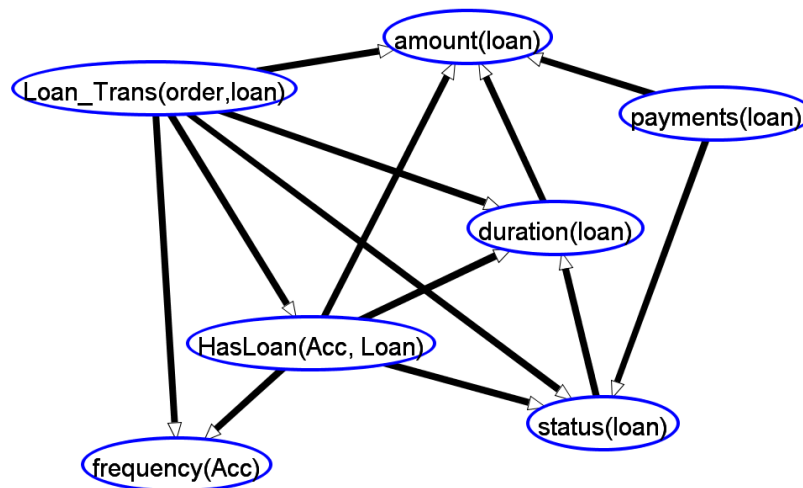 amount(loan)
Loan_Trans(order,loan)
payments(loan)
duration(loan)
HasLoan(Acc, Loan)
status(loan)
frequency(Acc)